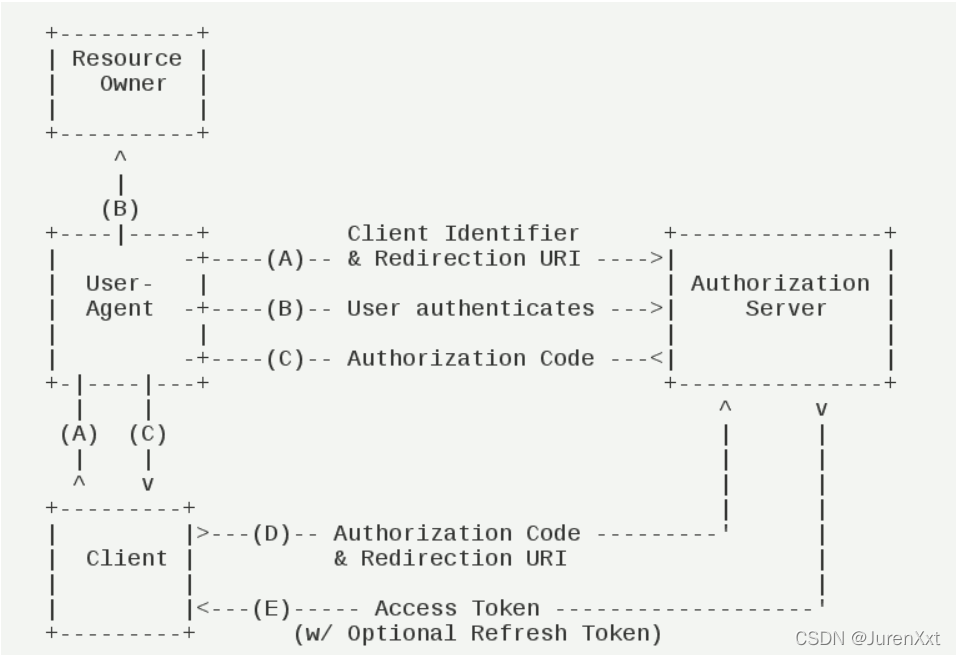 +----------+
| Resource |
|  Owner   |
|          |
+----------+
     ^
     |
    (B)
+----|-----+          Client Identifier      +---------------+
|         -+----(A)-- & Redirection URI ---->|               |
|  User-   |                                 | Authorization |
|  Agent  -+----(B)-- User authenticates --->|     Server    |
|          |                                 |               |
|         -+----(C)-- Authorization Code ---<|               |
+-|----|---+                                 +---------------+
  |    |                                         ^      v
 (A)  (C)                                        |      |
  |    |                                         |      |
  ^    v                                         |      |
+---------+                                      |      |
|         |>---(D)-- Authorization Code ---------'      |
|  Client |          & Redirection URI                  |
|         |                                             |
|         |<---(E)----- Access Token -------------------'
+---------+       (w/ Optional Refresh Token)
CSDN @JurenXxt